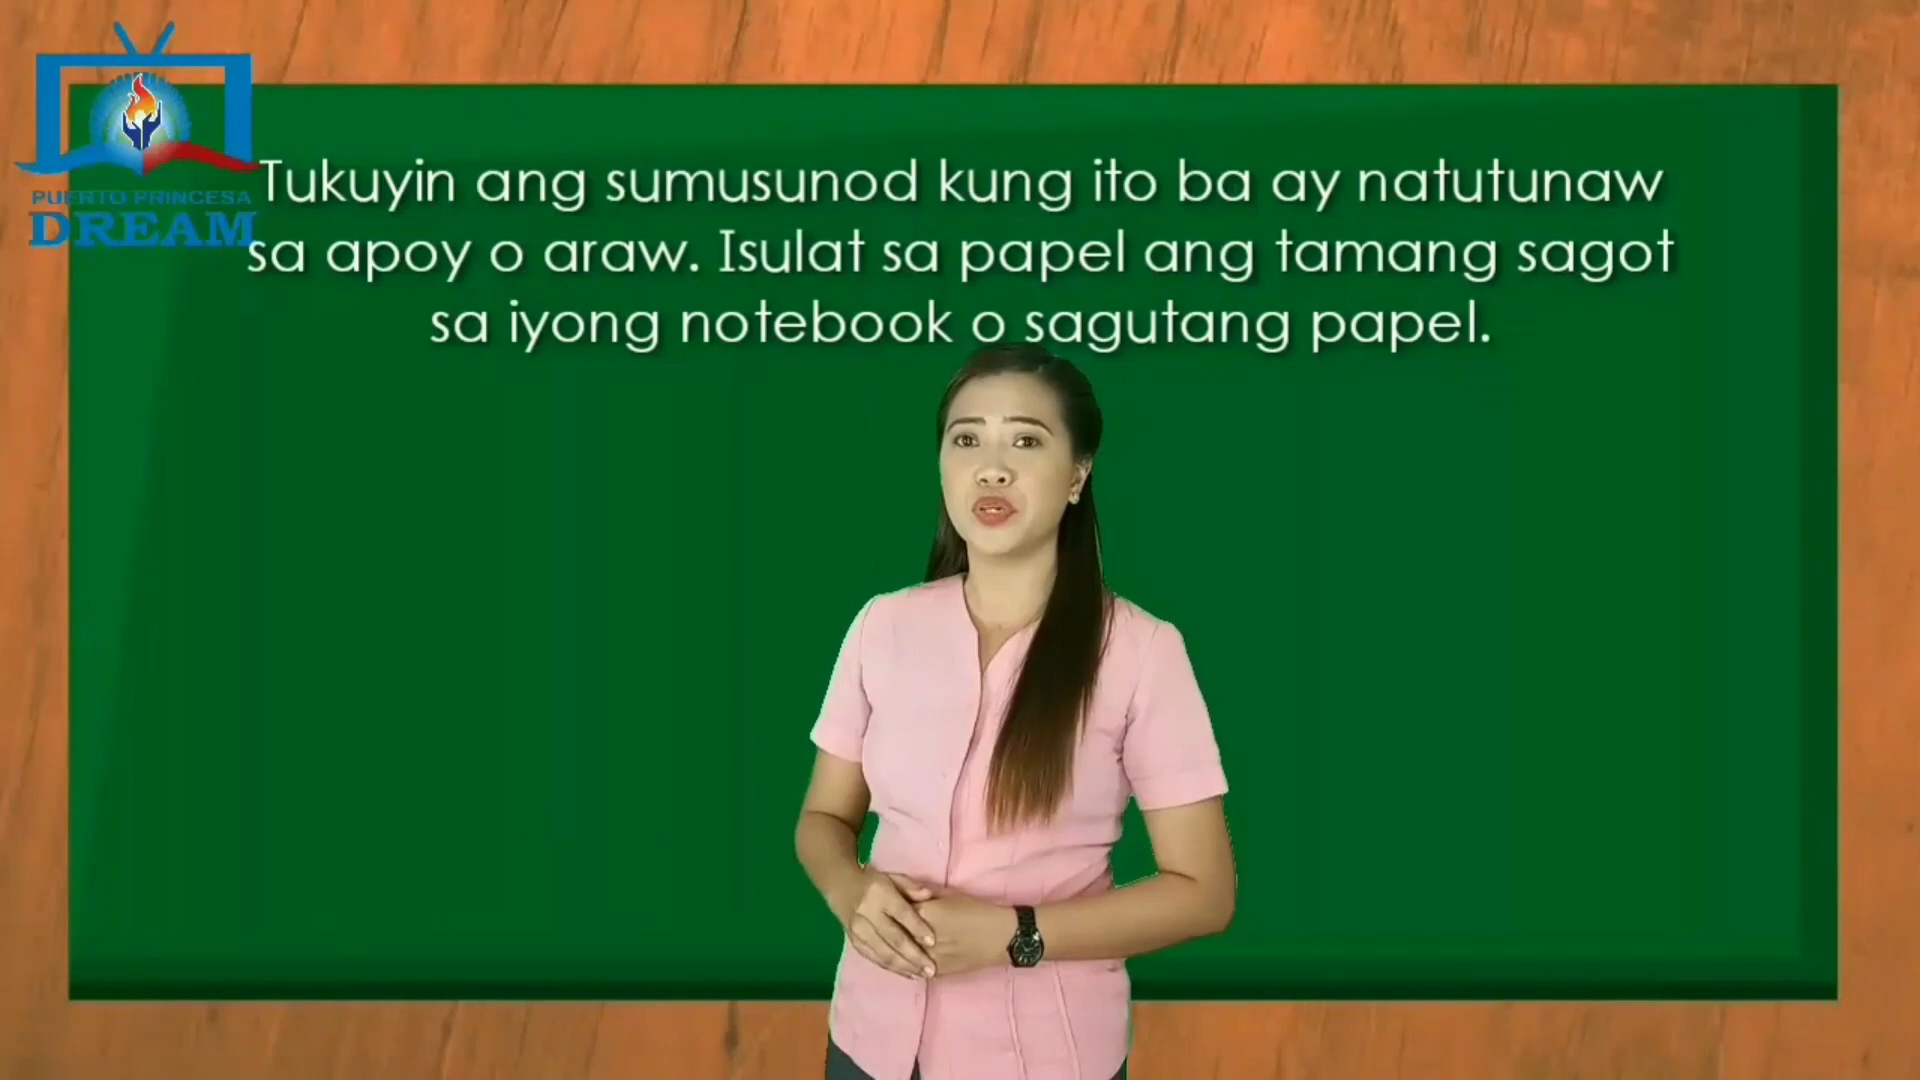 PUERTO PRINCESA
DREAM
Tukuyin ang sumusunod kung ito ba ay natutunaw
sa apoy o araw. Isulat sa papel ang tamang sagot
sa iyong notebook o sagutang papel.